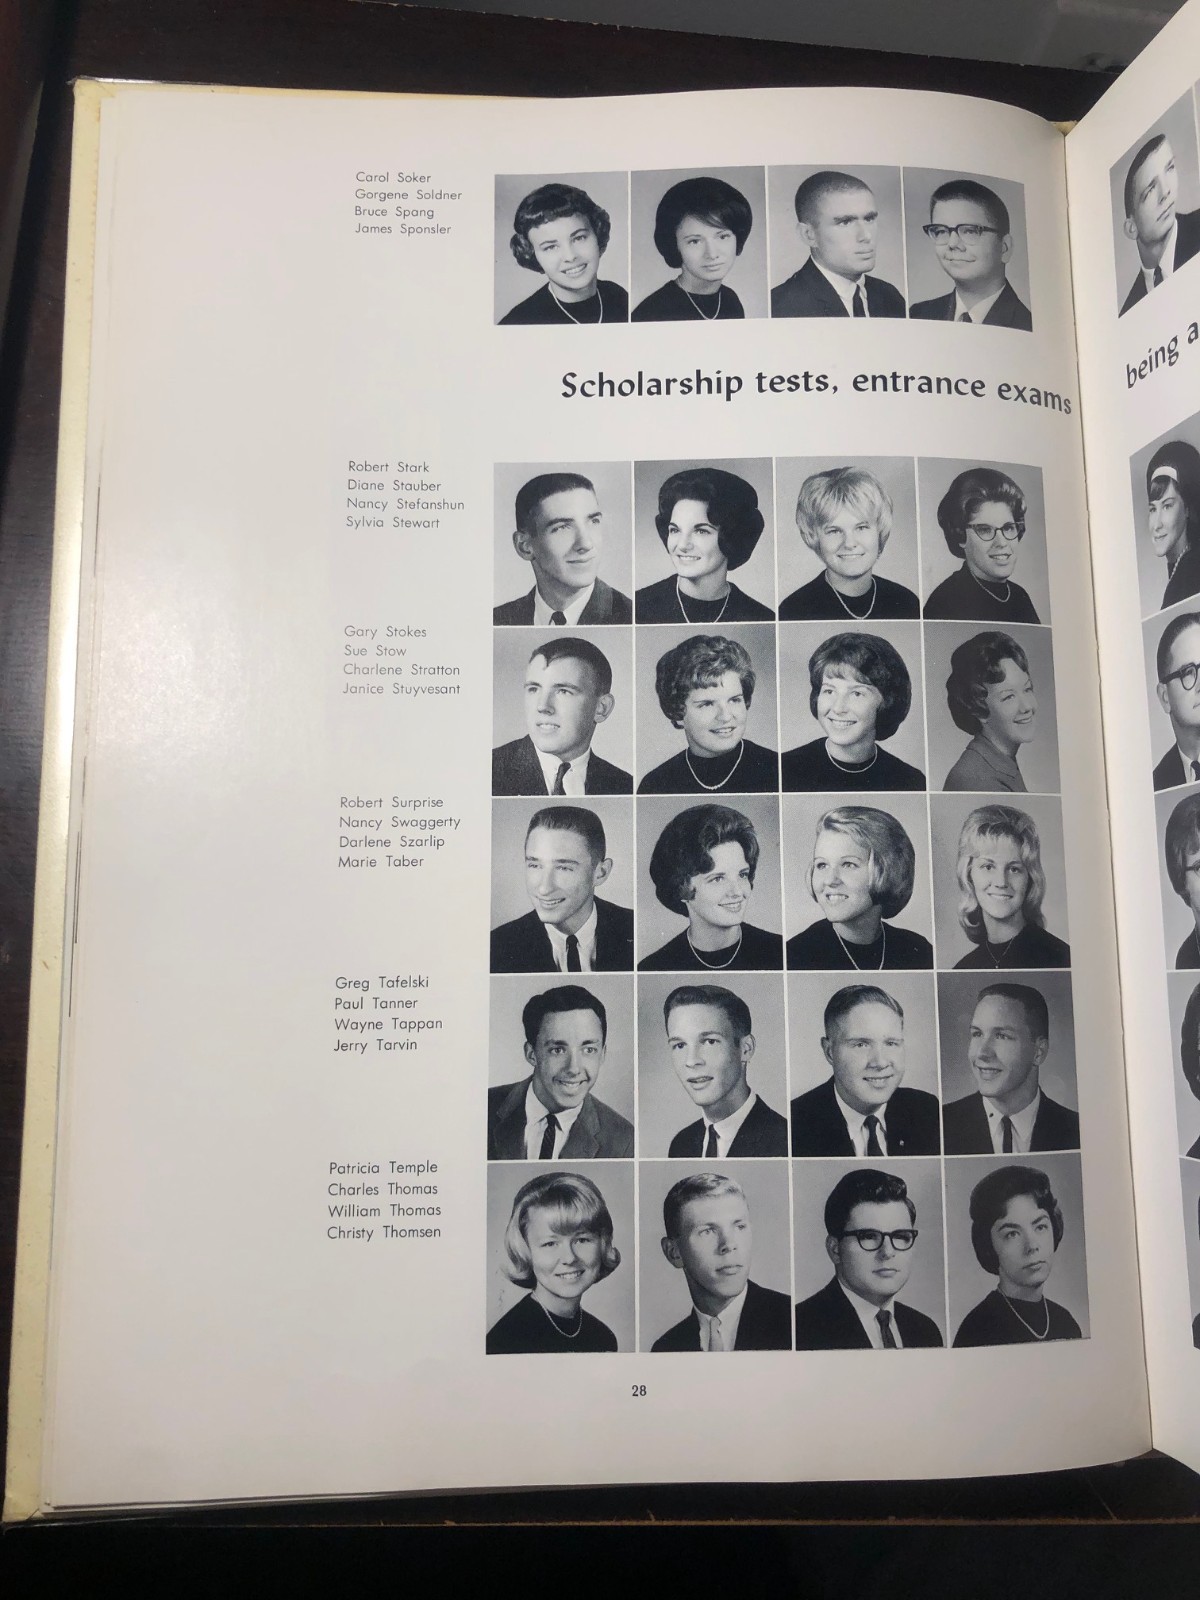 Carol Soker
Gorgene Soldner
Bruce Spang
James Sponsler
Scholarship tests, entrance exams
being a
Robert Stark
Diane Stauber
Nancy Stefanshun
Sylvia Stewart
Gary Stokes
Sue Stow
Charlene Stratton
Janice Stuyvesant
Robert Surprise
Nancy Swaggerty
Darlene Szarlip
Marie Taber
Greg Tafelski
Paul Tanner
Wayne Tappan
Jerry Tarvin
Patricia Temple
Charles Thomas
William Thomas
Christy Thomsen
28